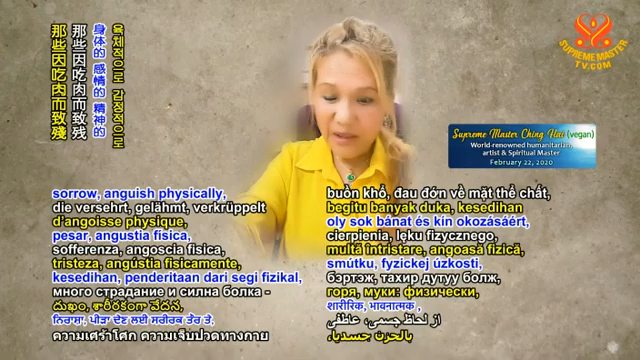 육체적으로 감정적으로
身体的 感情的 精神的
那些因吃肉而致残
那些因吃肉而致殘
SUPREME MASTER
TV.COM
Supreme Master Ching Hai (vegan)
World-renowned humanitarian,
artist & Spiritual Master
February 22, 2020
sorrow, anguish physically,
die versehrt, gelähmt, verkrüppelt
d'angoisse physique,
pesar, angustia física,
sofferenza, angoscia fisica,
tristeza, angústia fisicamente,
kesedihan, penderitaan dari segi fizikal,
много страдание и силна болка -
దుఃఖం, శారీరకంగా వేదన,
ਨਿਰਾਸ਼ਾ, ਪੀੜਾ ਦੇਣ ਲਈ ਸਰੀਰਕ ਤੌਰ ਤੇ,
ความเศร้าโศก ความเจ็บปวดทางกาย
buồn khổ, đau đớn về mặt thể chất,
begitu banyak duka, kesedihan
oly sok bánat és kín okozásáért,
cierpienia, lęku fizycznego,
multă întristare, angoasă fizică,
smútku, fyzickej úzkosti,
бэртэж, тахир дутуу болж,
горя, муки: физически,
शारीरिक, भावनात्मक ,
از لحاظ جسمی، عاطفی
بالحزن جسديا،